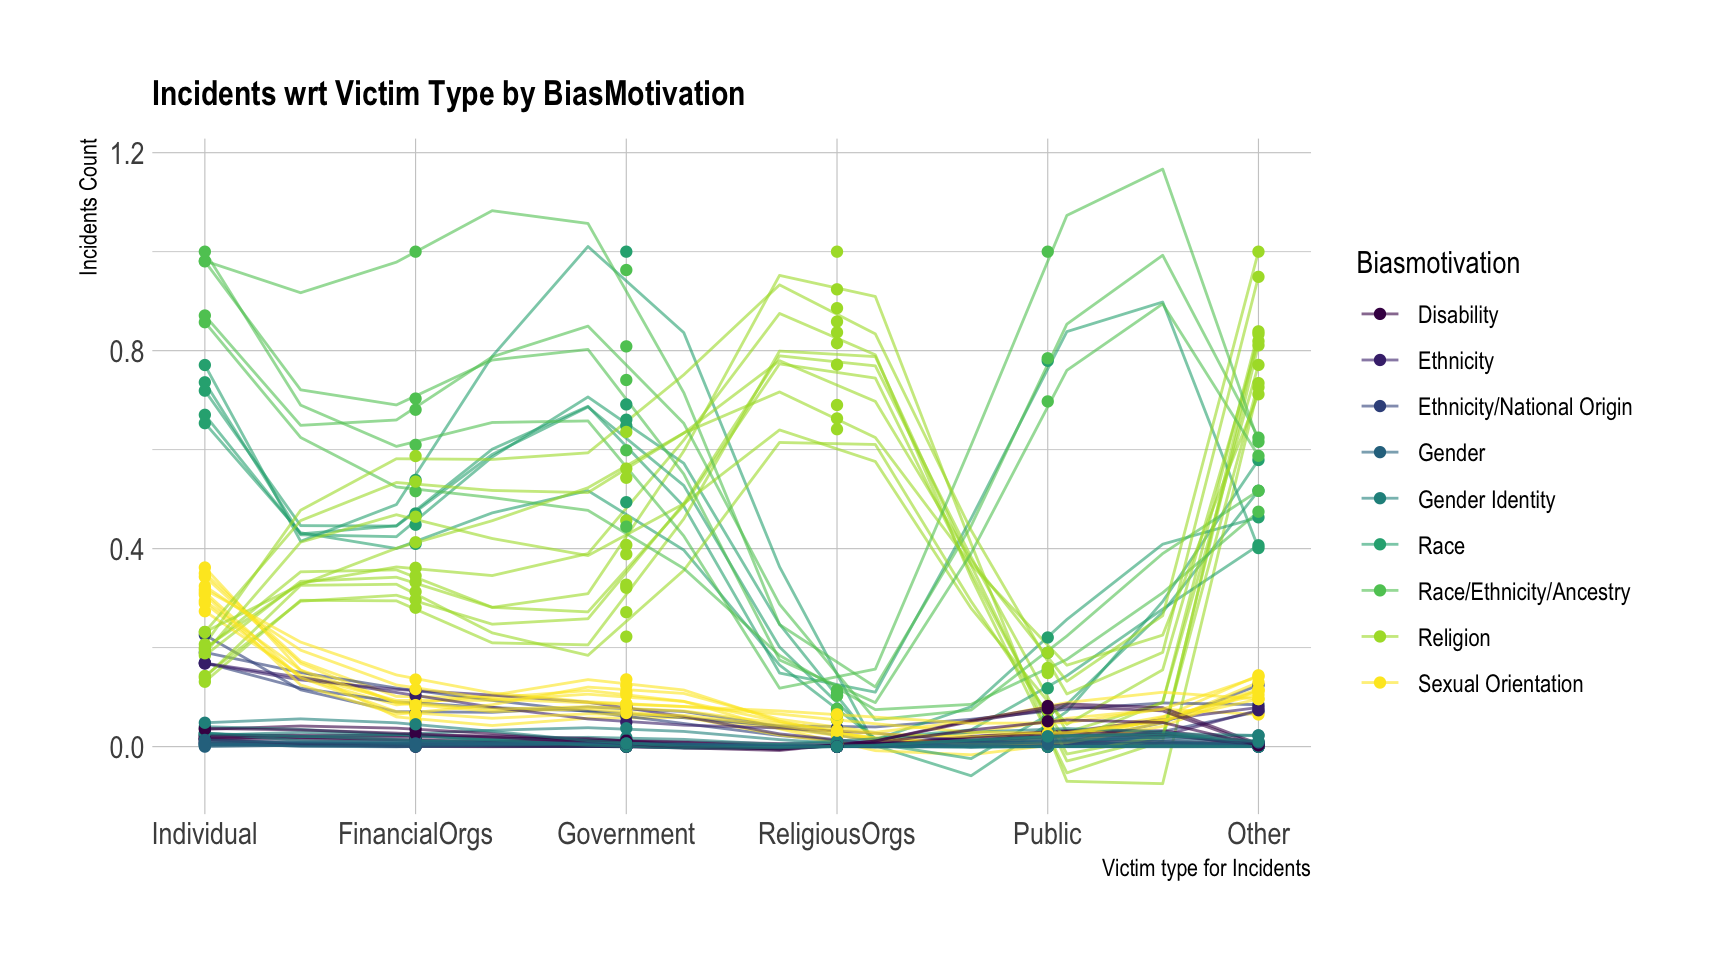 Incidents wrt Victim Type by BiasMotivation
Incidents Count
1.2
0.8
0.4
0.0
Individual
FinancialOrgs
Government
ReligiousOrgs
Public
Other
Victim type for Incidents
Biasmotivation
Disability
Ethnicity
Ethnicity/National Origin
Gender
Gender Identity
Race
Race/Ethnicity/Ancestry
Religion
Sexual Orientation